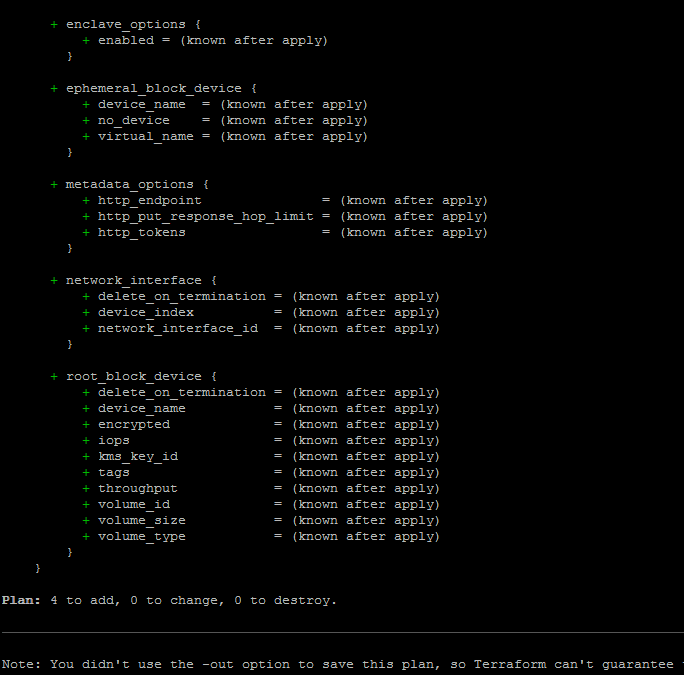 + enclave_options {
+ enabled = (known after apply)
}
+ ephemeral_block_device {
+ device_name  = (known after apply)
+ no_device    = (known after apply)
+ virtual_name = (known after apply)
}
+ metadata_options {
+ http_endpoint               = (known after apply)
+ http_put_response_hop_limit = (known after apply)
+ http_tokens                 = (known after apply)
}
+ network_interface {
+ delete_on_termination = (known after apply)
+ device_index          = (known after apply)
+ network_interface_id  = (known after apply)
}
+ root_block_device {
+ delete_on_termination = (known after apply)
+ device_name           = (known after apply)
+ encrypted             = (known after apply)
+ iops                  = (known after apply)
+ kms_key_id            = (known after apply)
+ tags                  = (known after apply)
+ throughput            = (known after apply)
+ volume_id             = (known after apply)
+ volume_size           = (known after apply)
+ volume_type           = (known after apply)
}
}
Plan: 4 to add, 0 to change, 0 to destroy.
Note: You didn't use the -out option to save this plan, so Terraform can't guarantee